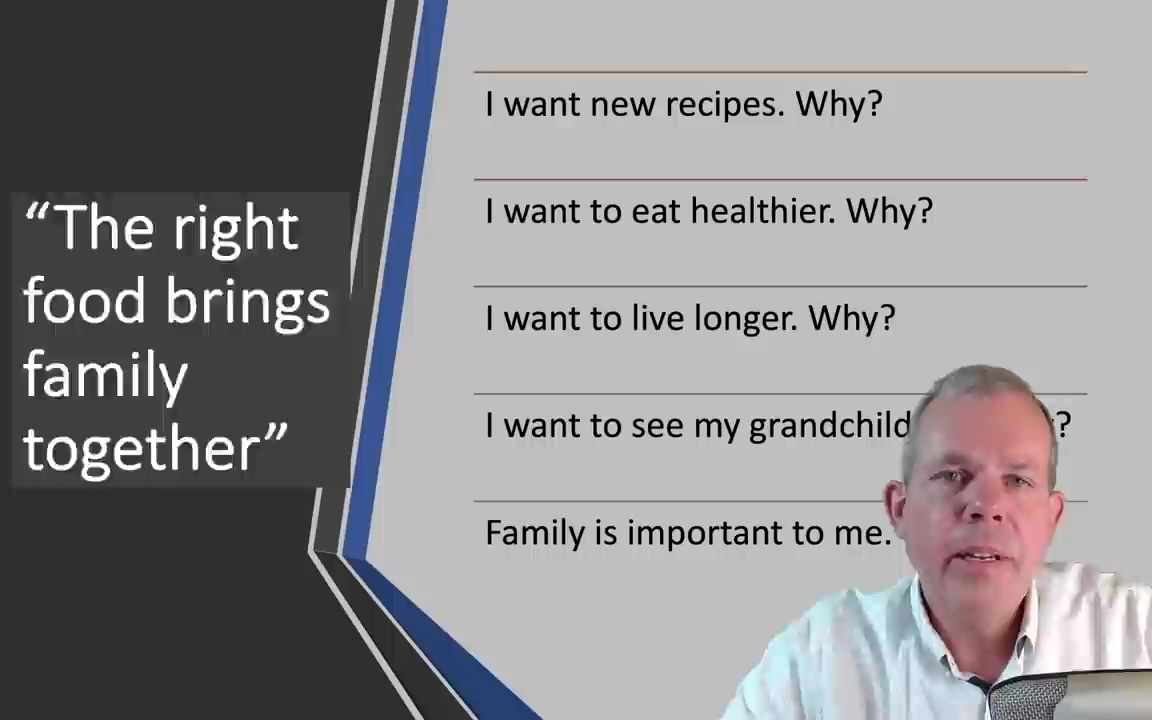 “The right
food brings
family
together”
I want new recipes. Why?
I want to eat healthier. Why?
I want to live longer. Why?
I want to see my ?
Family is important to me.